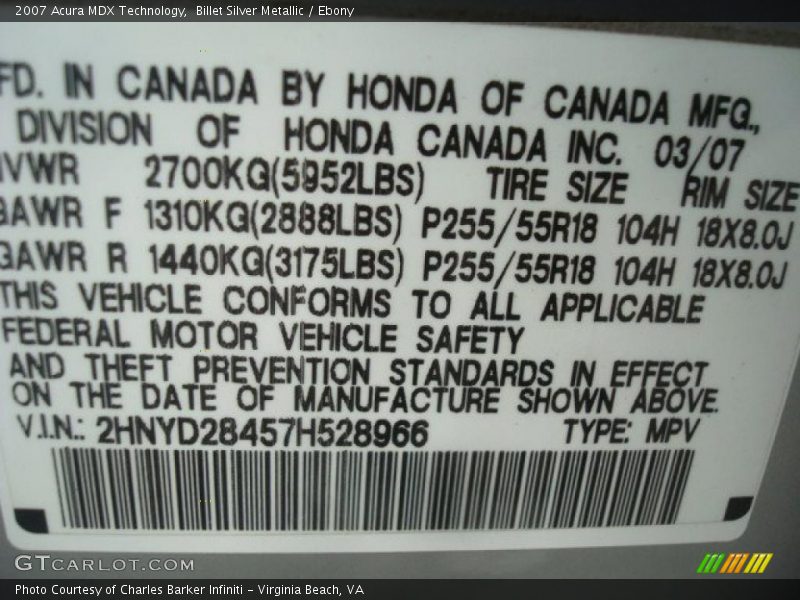 2007 Acura MDX Technology,  Billet Silver Metallic / Ebony
FD. IN CANADA BY HONDA OF CANADA MFG.,
DIVISION OF HONDA CANADA INC. 03/07
VWR 2700KG(5952LBS) TIRE SIZE RIM SIZE
GAWR F 1310KG(2888LBS) P255/55R18 104H 18X8.0J
GAWR R 1440KG(3175LBS) P255/55R18 104H 18X8.0J
THIS VEHICLE CONFORMS TO ALL APPLICABLE
FEDERAL MOTOR VEHICLE SAFETY
AND THEFT PREVENTION STANDARDS IN EFFECT
ON THE DATE OF MANUFACTURE SHOWN ABOVE.
V.I.N.: 2HNYD28457H528966 TYPE: MPV
GTCARLOT.COM
Photo Courtesy of Charles Barker Infiniti - Virginia Beach, VA